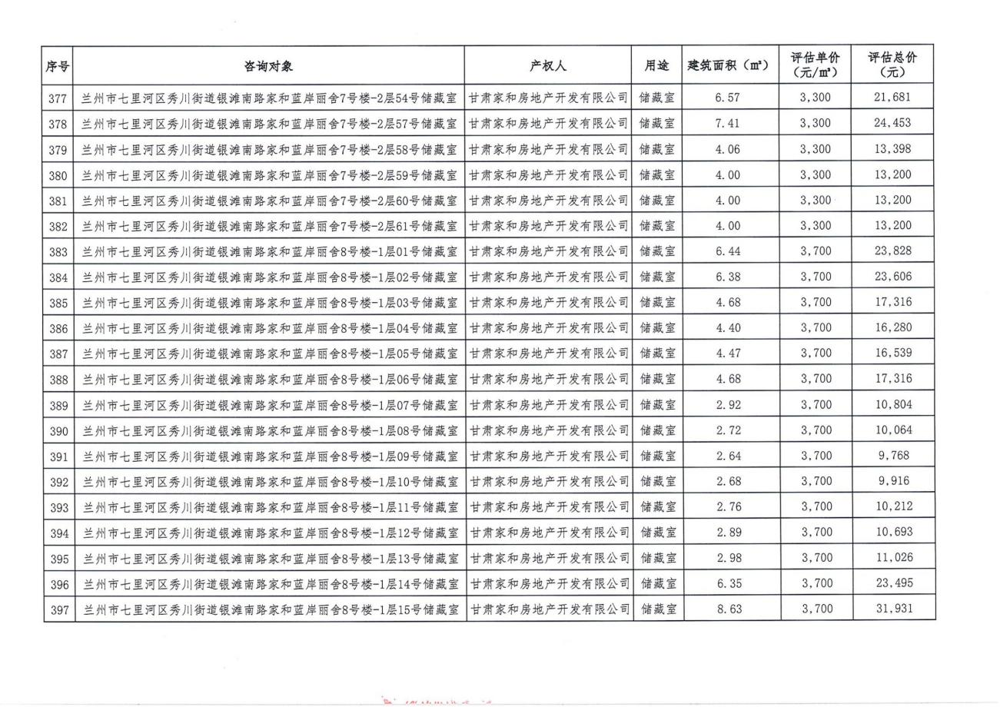 序号 咨询对象 产权人 用途 建筑面积（㎡） 评估单价（元/㎡） 评估总价（元）
377 兰州市七里河区秀川街道银滩南路家和蓝岸丽舍7号楼-2层54号储藏室 甘肃家和房地产开发有限公司 储藏室 6.57 3,300 21,681
378 兰州市七里河区秀川街道银滩南路家和蓝岸丽舍7号楼-2层57号储藏室 甘肃家和房地产开发有限公司 储藏室 7.41 3,300 24,453
379 兰州市七里河区秀川街道银滩南路家和蓝岸丽舍7号楼-2层58号储藏室 甘肃家和房地产开发有限公司 储藏室 4.06 3,300 13,398
380 兰州市七里河区秀川街道银滩南路家和蓝岸丽舍7号楼-2层59号储藏室 甘肃家和房地产开发有限公司 储藏室 4.00 3,300 13,200
381 兰州市七里河区秀川街道银滩南路家和蓝岸丽舍7号楼-2层60号储藏室 甘肃家和房地产开发有限公司 储藏室 4.00 3,300 13,200
382 兰州市七里河区秀川街道银滩南路家和蓝岸丽舍7号楼-2层61号储藏室 甘肃家和房地产开发有限公司 储藏室 4.00 3,300 13,200
383 兰州市七里河区秀川街道银滩南路家和蓝岸丽舍8号楼-1层01号储藏室 甘肃家和房地产开发有限公司 储藏室 6.44 3,700 23,828
384 兰州市七里河区秀川街道银滩南路家和蓝岸丽舍8号楼-1层02号储藏室 甘肃家和房地产开发有限公司 储藏室 6.38 3,700 23,606
385 兰州市七里河区秀川街道银滩南路家和蓝岸丽舍8号楼-1层03号储藏室 甘肃家和房地产开发有限公司 储藏室 4.68 3,700 17,316
386 兰州市七里河区秀川街道银滩南路家和蓝岸丽舍8号楼-1层04号储藏室 甘肃家和房地产开发有限公司 储藏室 4.40 3,700 16,280
387 兰州市七里河区秀川街道银滩南路家和蓝岸丽舍8号楼-1层05号储藏室 甘肃家和房地产开发有限公司 储藏室 4.47 3,700 16,539
388 兰州市七里河区秀川街道银滩南路家和蓝岸丽舍8号楼-1层06号储藏室 甘肃家和房地产开发有限公司 储藏室 4.68 3,700 17,316
389 兰州市七里河区秀川街道银滩南路家和蓝岸丽舍8号楼-1层07号储藏室 甘肃家和房地产开发有限公司 储藏室 2.92 3,700 10,804
390 兰州市七里河区秀川街道银滩南路家和蓝岸丽舍8号楼-1层08号储藏室 甘肃家和房地产开发有限公司 储藏室 2.72 3,700 10,064
391 兰州市七里河区秀川街道银滩南路家和蓝岸丽舍8号楼-1层09号储藏室 甘肃家和房地产开发有限公司 储藏室 2.64 3,700 9,768
392 兰州市七里河区秀川街道银滩南路家和蓝岸丽舍8号楼-1层10号储藏室 甘肃家和房地产开发有限公司 储藏室 2.68 3,700 9,916
393 兰州市七里河区秀川街道银滩南路家和蓝岸丽舍8号楼-1层11号储藏室 甘肃家和房地产开发有限公司 储藏室 2.76 3,700 10,212
394 兰州市七里河区秀川街道银滩南路家和蓝岸丽舍8号楼-1层12号储藏室 甘肃家和房地产开发有限公司 储藏室 2.89 3,700 10,693
395 兰州市七里河区秀川街道银滩南路家和蓝岸丽舍8号楼-1层13号储藏室 甘肃家和房地产开发有限公司 储藏室 2.98 3,700 11,026
396 兰州市七里河区秀川街道银滩南路家和蓝岸丽舍8号楼-1层14号储藏室 甘肃家和房地产开发有限公司 储藏室 6.35 3,700 23,495
397 兰州市七里河区秀川街道银滩南路家和蓝岸丽舍8号楼-1层15号储藏室 甘肃家和房地产开发有限公司 储藏室 8.63 3,700 31,931